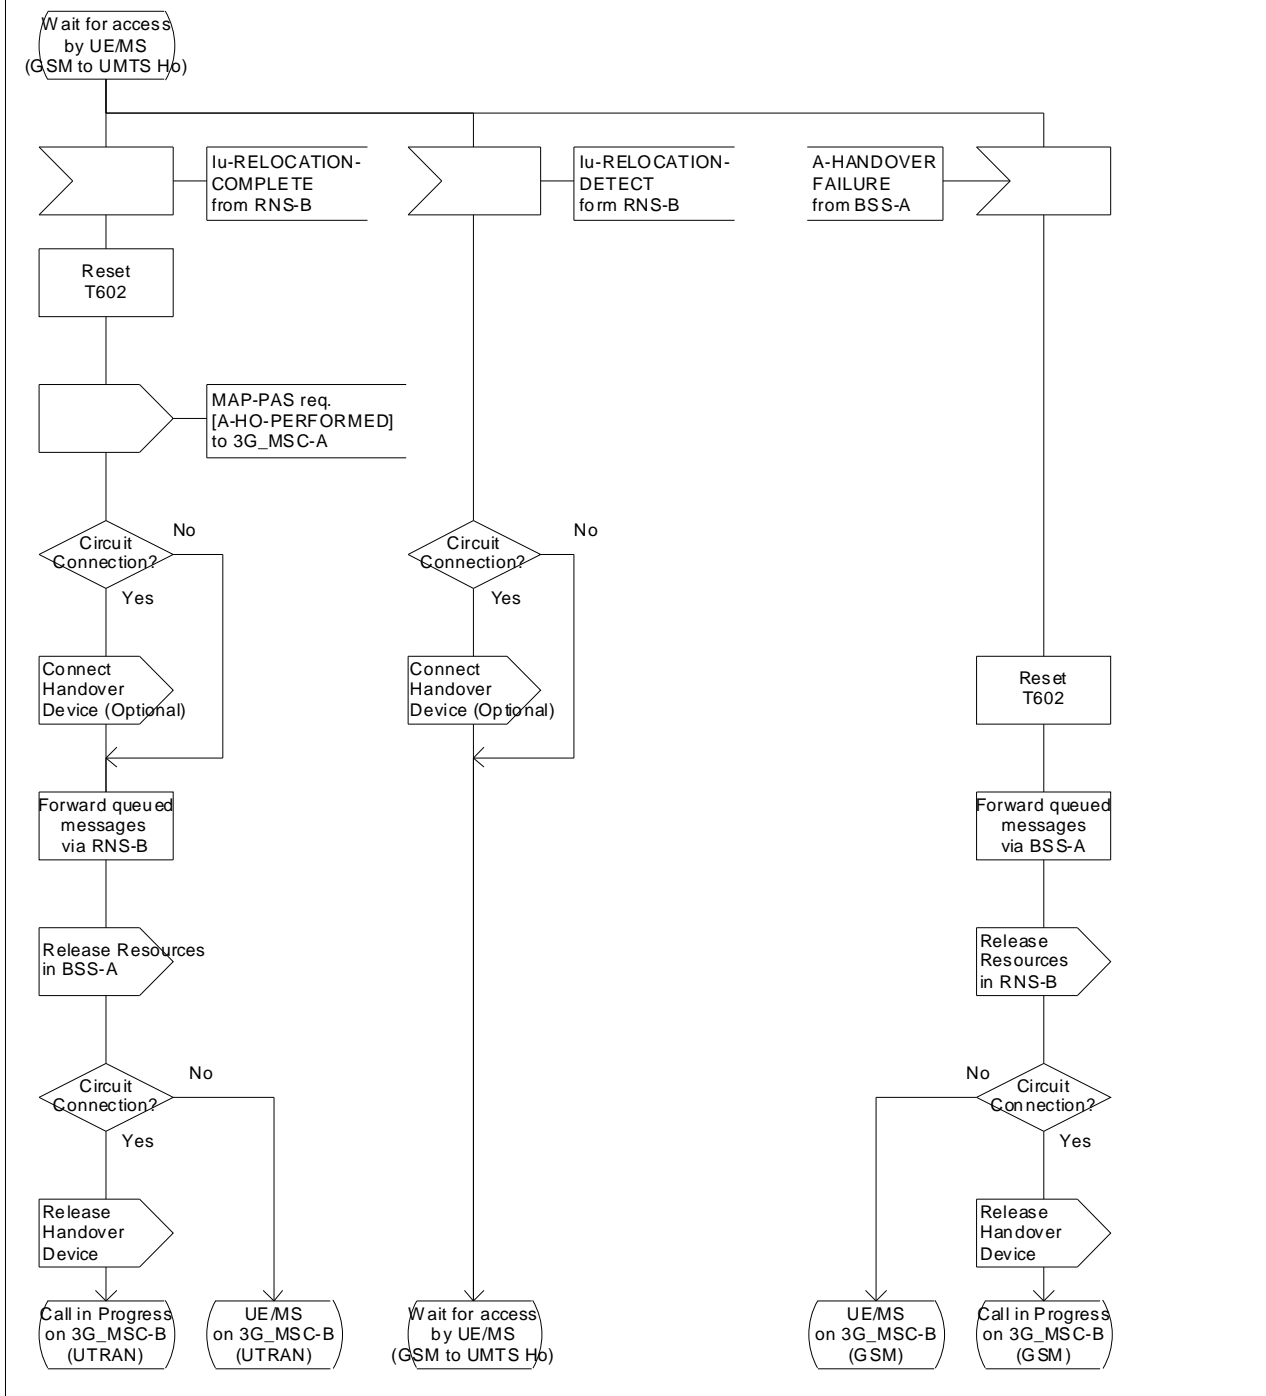 Wait for access
by UE/MS
(GSM to UMTS Ho)
Iu-RELOCATION-
COMPLETE
from RNS-B
Iu-RELOCATION-
DETECT
form RNS-B
A-HANDOVER
FAILURE
from BSS-A
Reset
T602
MAP-PAS req.
[A-HO-PERFORMED]
to 3G_MSC-A
Circuit
Connection?
No
Yes
Circuit
Connection?
No
Yes
Connect
Handover
Device (Optional)
Connect
Handover
Device (Optional)
Reset
T602
Forward queued
messages
via RNS-B
Forward queued
messages
via BSS-A
Release Resources
in BSS-A
Release
Resources
in RNS-B
Circuit
Connection?
No
Yes
No
Circuit
Connection?
Yes
Release
Handover
Device
Release
Handover
Device
Call in Progress
on 3G_MSC-B
(UTRAN)
UE/MS
on 3G_MSC-B
(UTRAN)
Wait for access
by UE/MS
(GSM to UMTS Ho)
UE/MS
on 3G_MSC-B
(GSM)
Call in Progress
on 3G_MSC-B
(GSM)